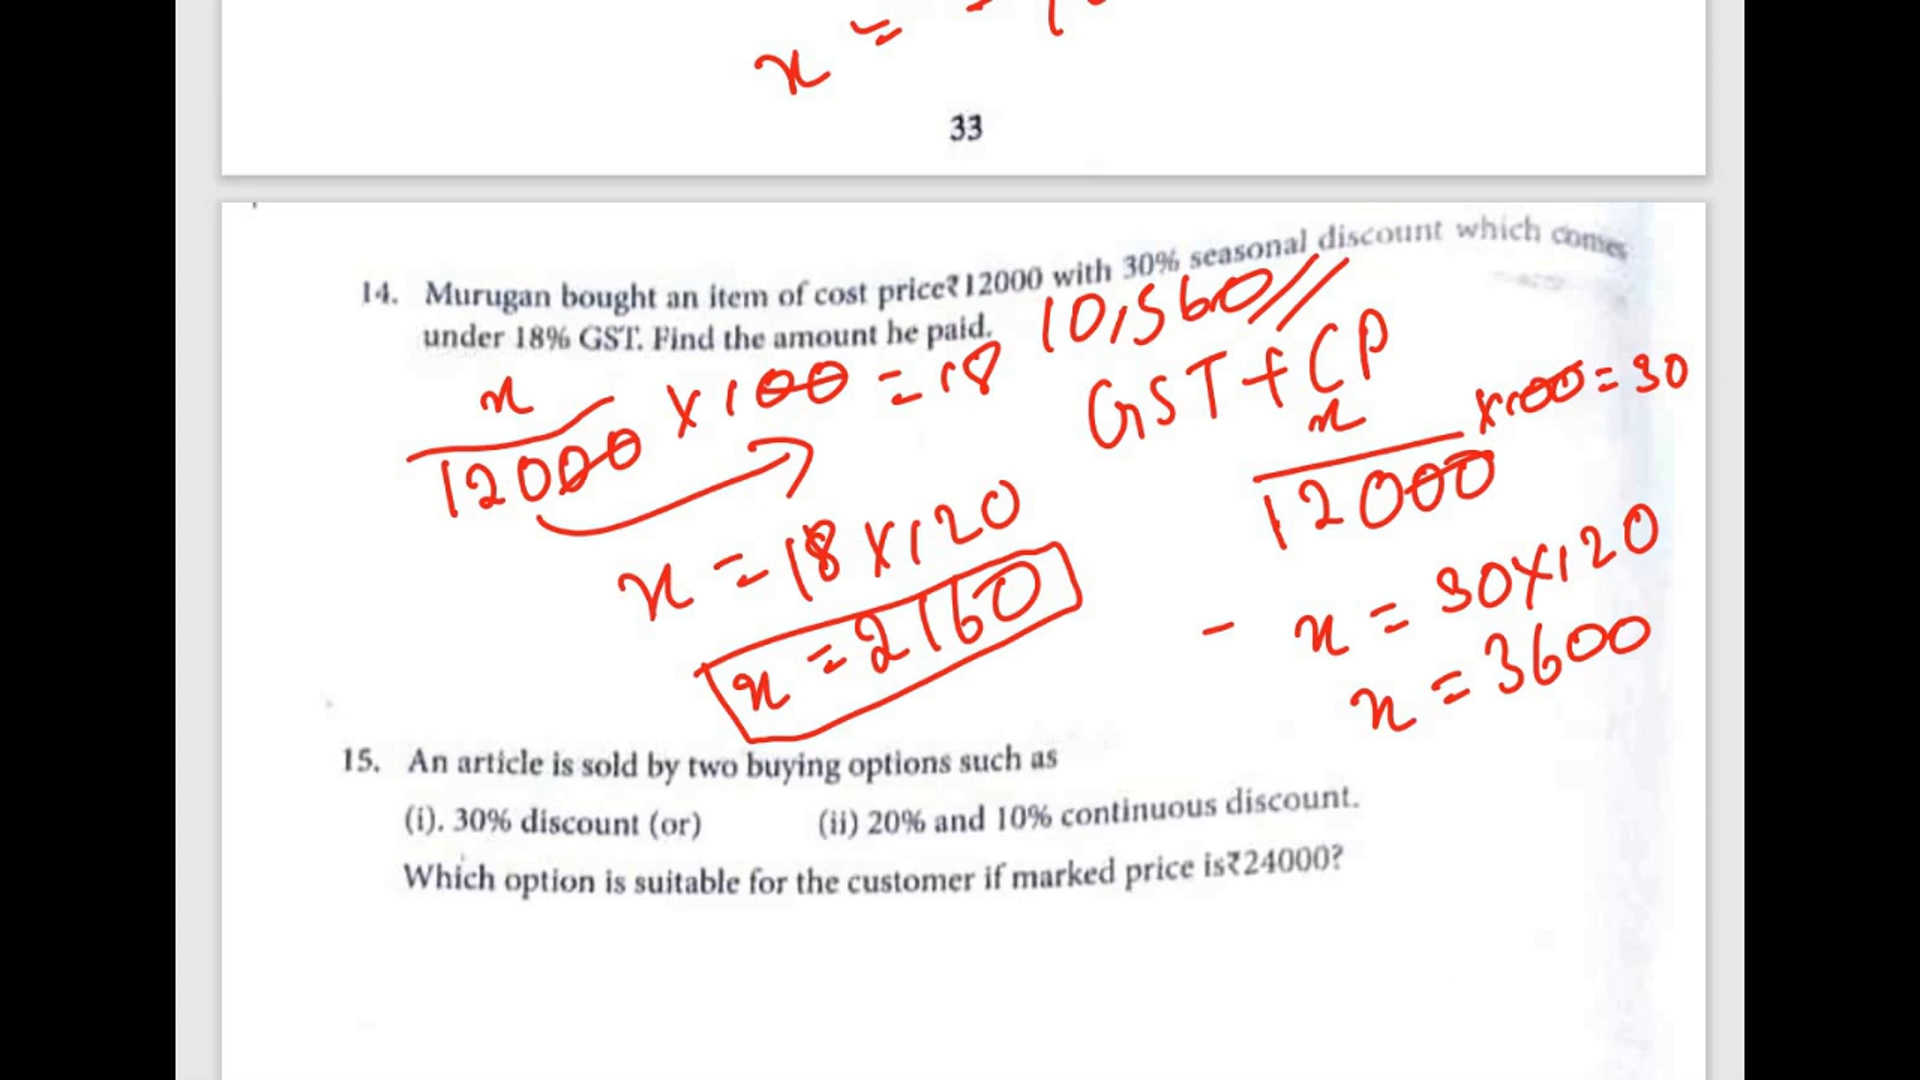 x =
33
14. Murugan bought an item of cost price₹12000 with 30% seasonal discount which comes
under 18% GST. Find the amount he paid. 10,560//
x/12000 × 100 = 18
GST + CP
x/12000 × 100 = 30
x = 18 × 120
x = 2160
- x = 30 × 120
x = 3600
15. An article is sold by two buying options such as
(i). 30% discount (or) (ii) 20% and 10% continuous discount.
Which option is suitable for the customer if marked price is₹24000?